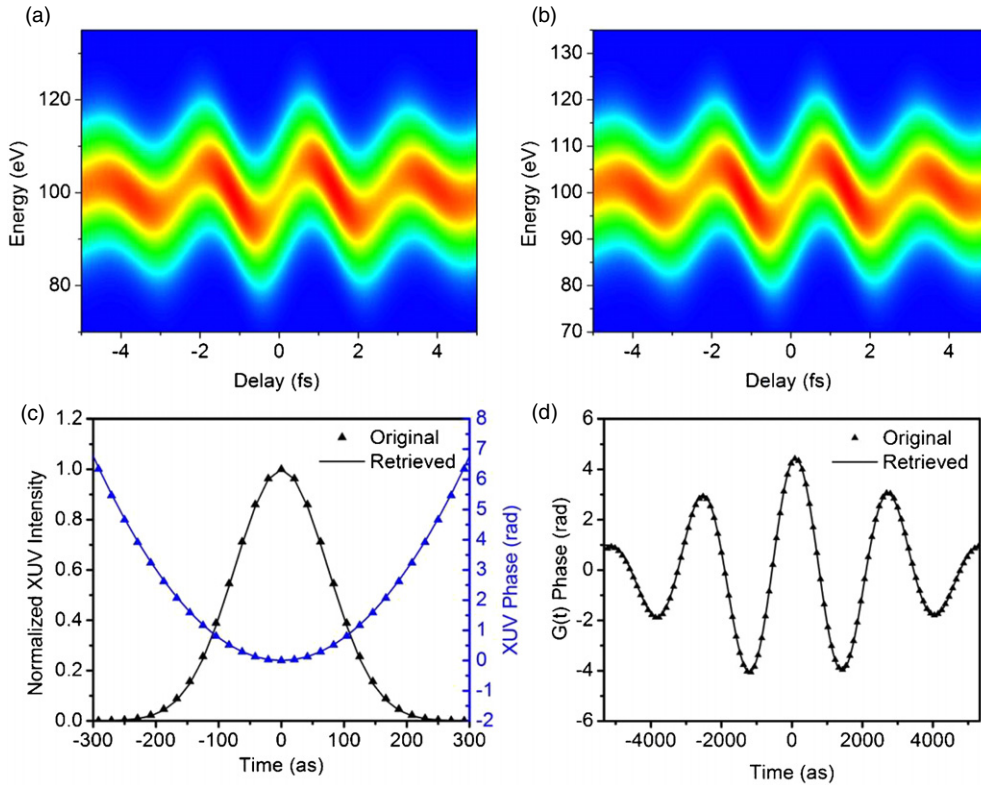 (a)
Energy (eV)
120
100
80
-4 -2 0 2 4
Delay (fs)
(b)
Energy (eV)
130
120
110
100
90
80
70
-4 -2 0 2 4
Delay (fs)
(c)
Normalized XUV Intensity
1.2
1.0
0.8
0.6
0.4
0.2
0.0
-300 -200 -100 0 100 200 300
Time (as)
Original
Retrieved
8
7
6
5
4
3
2
1
0
-1
-2
XUV Phase (rad)
(d)
G(t) Phase (rad)
6
4
2
0
-2
-4
-6
-4000 -2000 0 2000 4000
Time (as)
Original
Retrieved